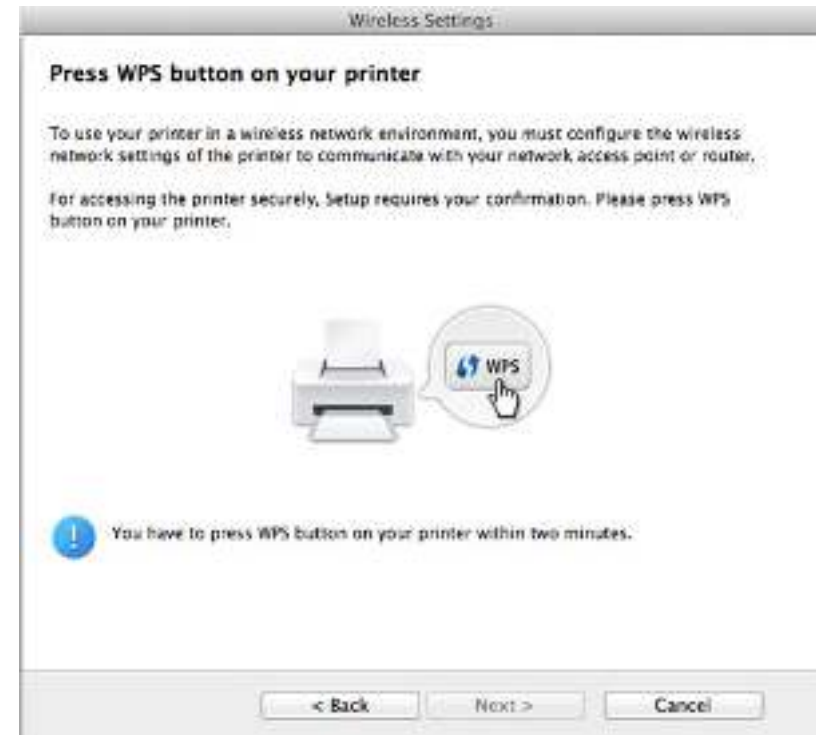 Wireless Settings
Press WPS button on your printer
To use your printer in a wireless network environment, you must configure the wireless
network settings of the printer to communicate with your network access point or router.
For accessing the printer securely, Setup requires your confirmation. Please press WPS
button on your printer.
WPS
You have to press WPS button on your printer within two minutes.
< Back
Next >
Cancel